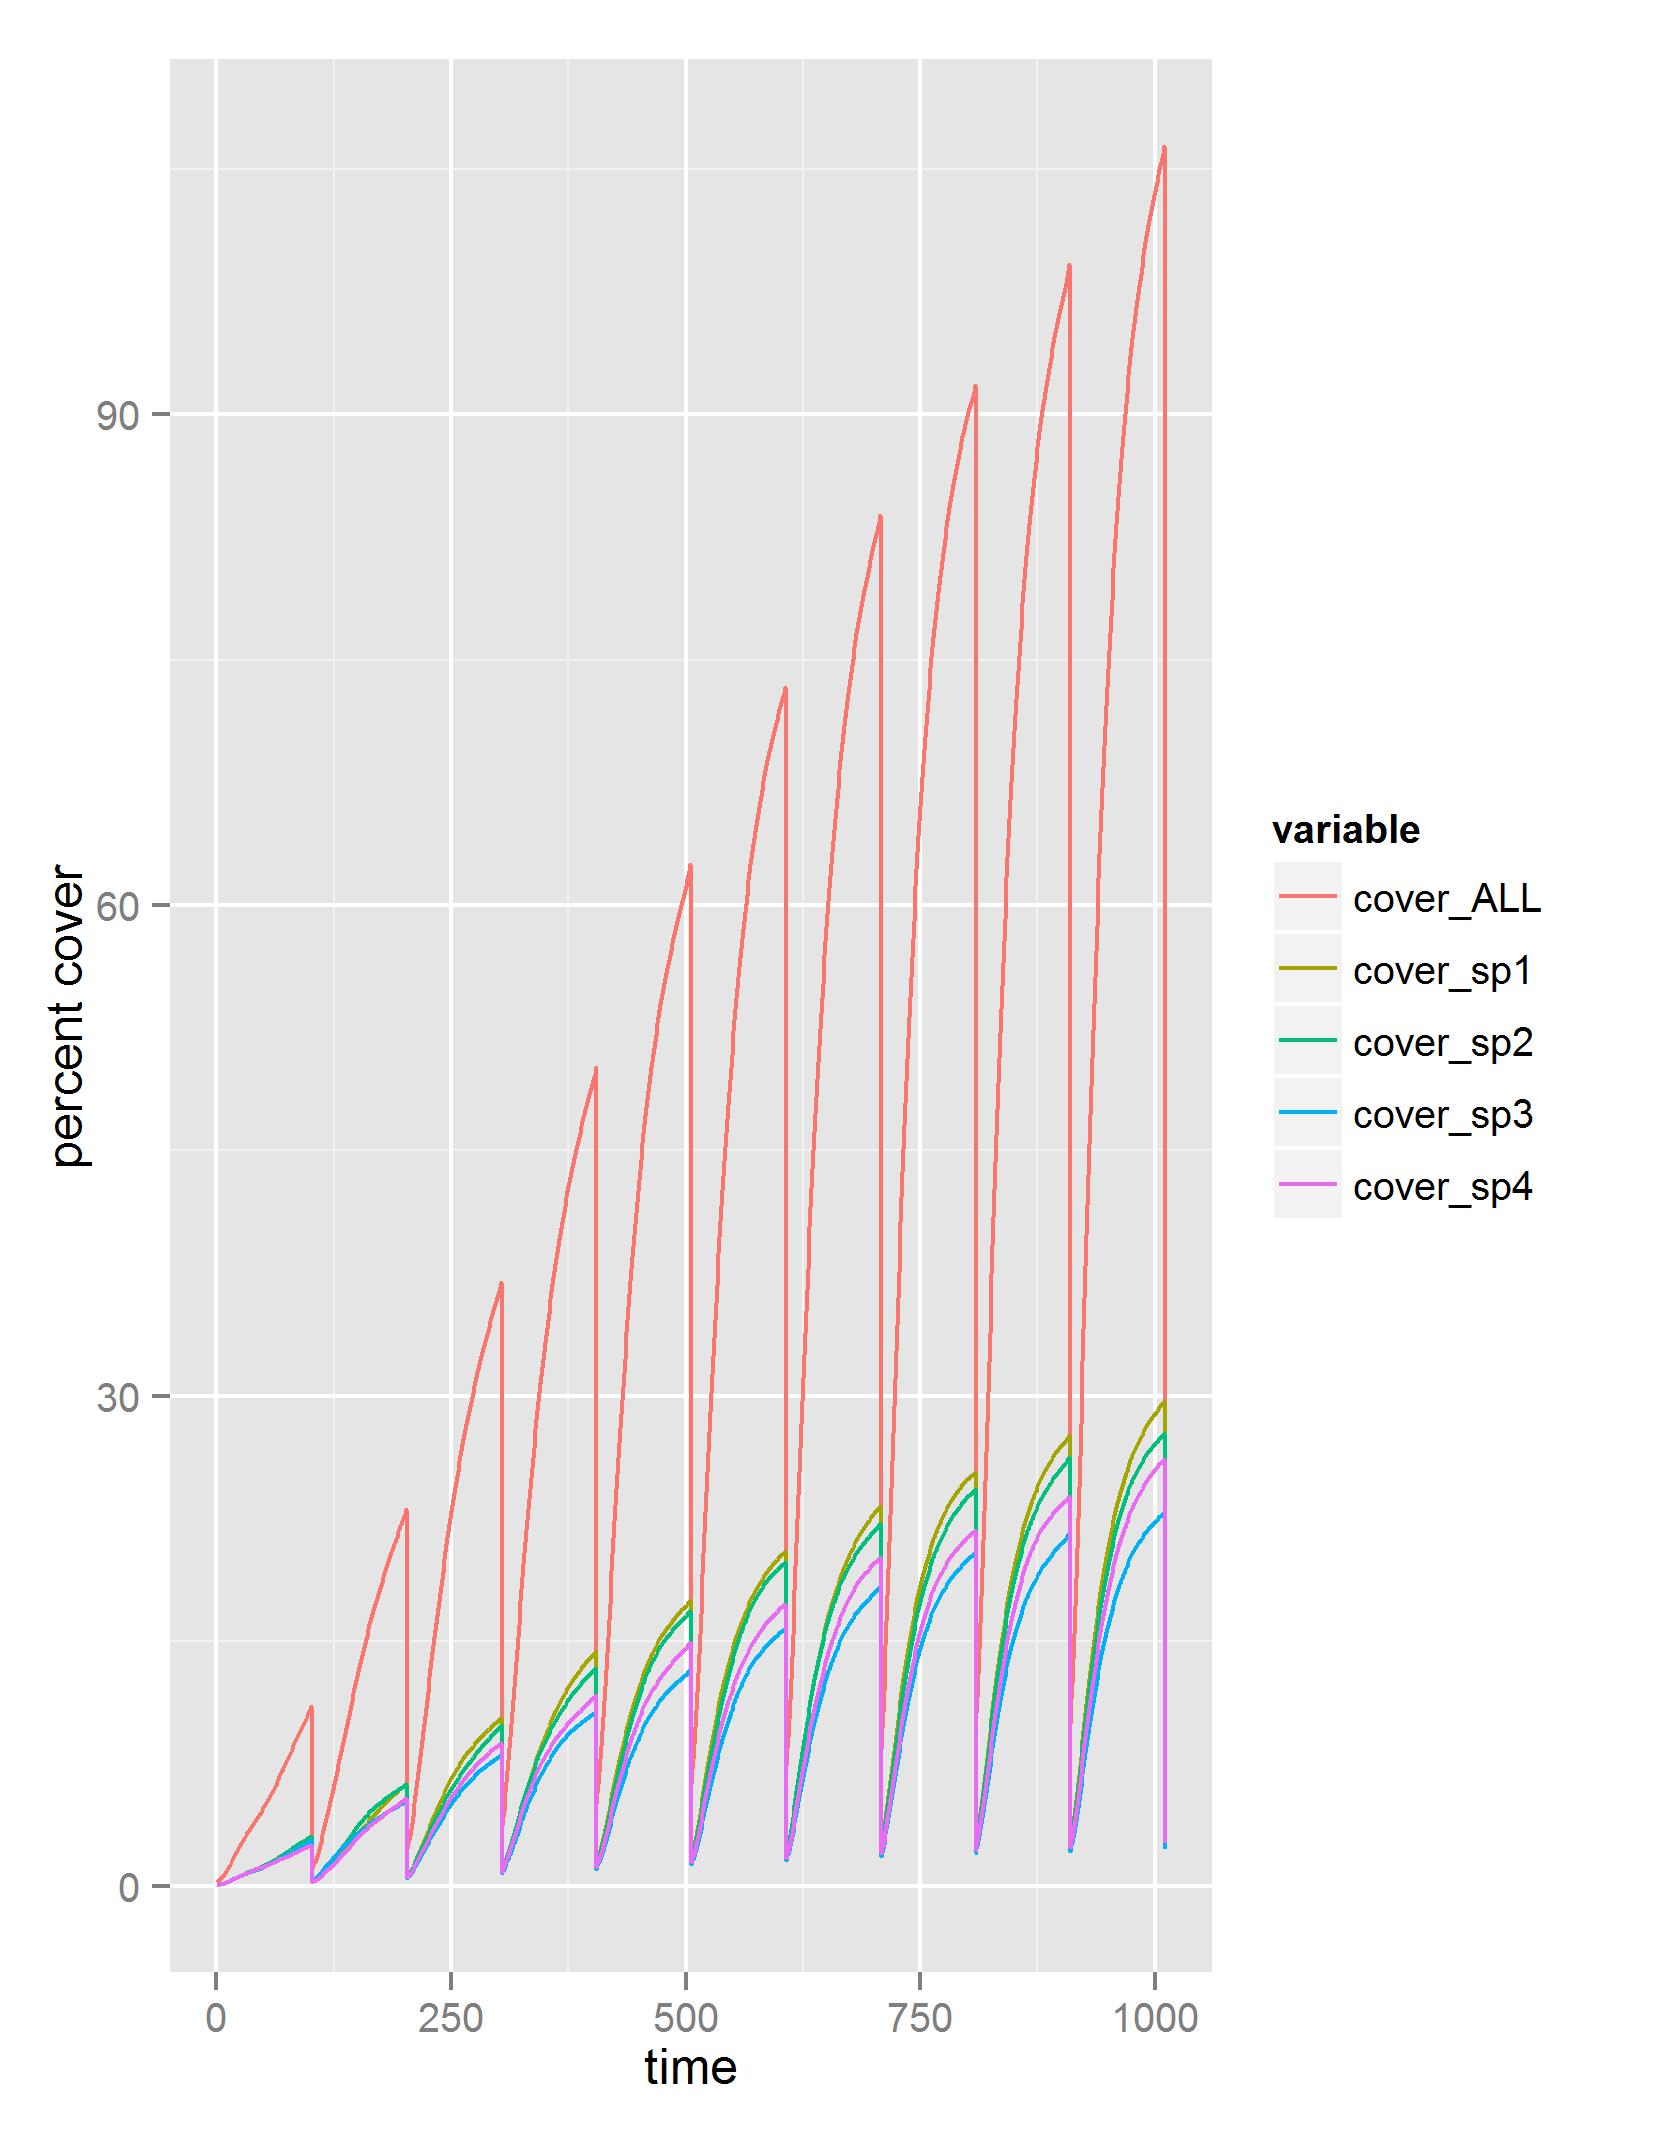 percent cover
90
60
30
0
0 250 500 750 1000
time
variable
cover_ALL
cover_sp1
cover_sp2
cover_sp3
cover_sp4